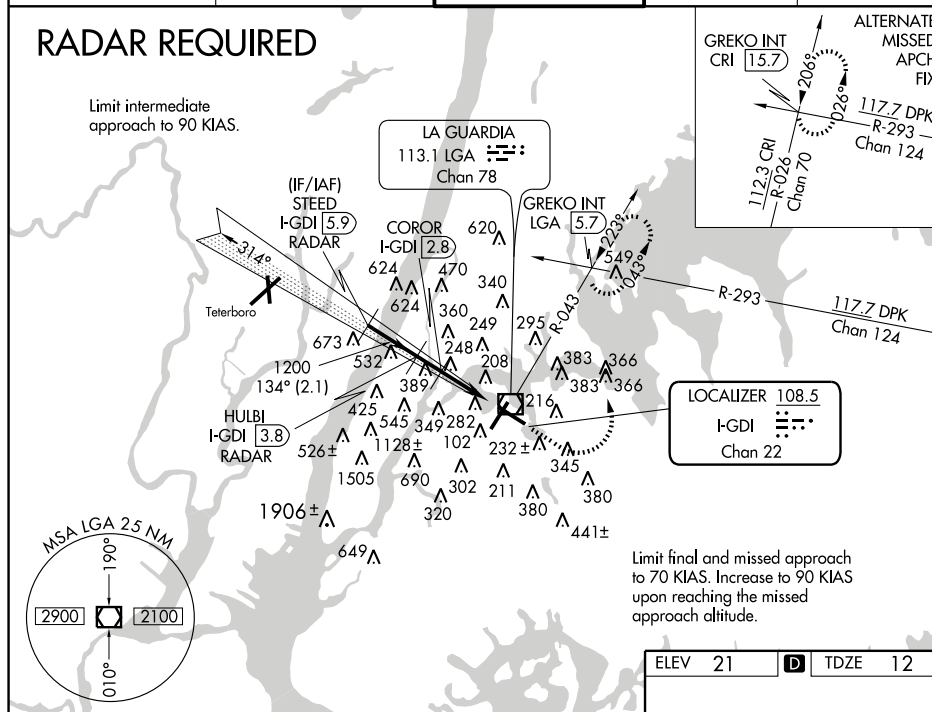 RADAR REQUIRED
Limit intermediate
approach to 90 KIAS.
ALTERNATE
MISSED
APCH
FIX
GREKO INT
CRI 15.7
206°
026°
117.7 DPK
R-293
Chan 124
112.3 CRI
R-026
Chan 70
LA GUARDIA
113.1 LGA
Chan 78
(IF/IAF)
STEED
I-GDI 5.9
RADAR
COROR
I-GDI 2.8
GREKO INT
LGA 5.7
620
223°
549
043°
314°
Teterboro
624
624
470
340
R-043
R-293
117.7 DPK
Chan 124
360
249
295
673
532
248
208
383
383
366
366
1200
134° (2.1)
389
HULBI
I-GDI 3.8
RADAR
425
545
349
282
216
LOCALIZER 108.5
I-GDI
Chan 22
526±
1128±
102
232±
345
1505
690
302
211
380
380
320
1906±
441±
649
MSA LGA 25 NM
190°
2900
2100
010°
Limit final and missed approach
to 70 KIAS. Increase to 90 KIAS
upon reaching the missed
approach altitude.
ELEV 21 D TDZE 12